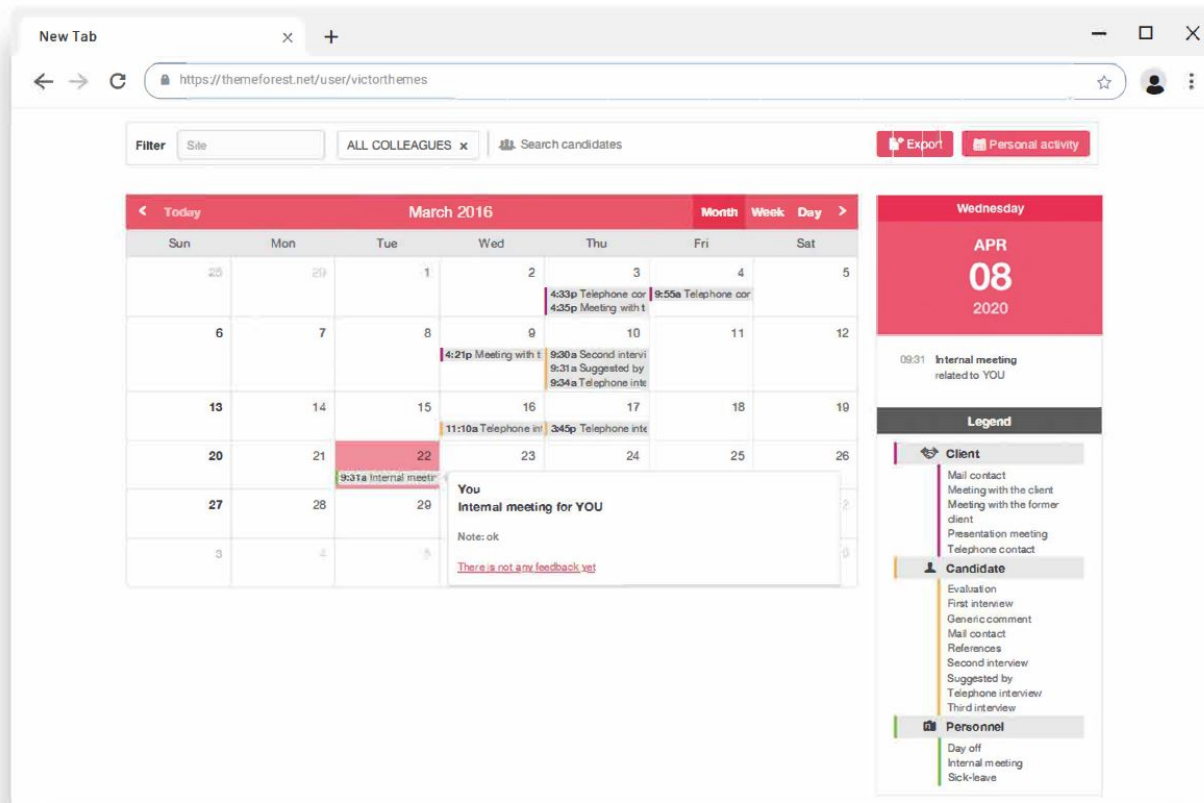 New Tab
https://themeforest.net/user/victorthemes
Filter Site ALL COLLEAGUES x Search candidates Export Personal activity
Today March 2016 Month Week Day
Sun Mon Tue Wed Thu Fri Sat
28 29 1 2 3 4 5
4:33p Telephone cor 9:55a Telephone cor
4:35p Meeting with t
6 7 8 9 10 11 12
4:21p Meeting with t 9:30a Second intervi
9:31a Suggested by
9:34a Telephone inte
13 14 15 16 17 18 19
11:10a Telephone int 3:45p Telephone inte
20 21 22 23 24 25 26
9:31a Internal meetin
27 28 29 2
3 4 5 9
You
Internal meeting for YOU
Note: ok
There is not any feedback yet
Wednesday
APR
08
2020
09:31 Internal meeting
related to YOU
Legend
Client
Mail contact
Meeting with the client
Meeting with the former
client
Presentation meeting
Telephone contact
Candidate
Evaluation
First interview
Generic comment
Mail contact
References
Second interview
Suggested by
Telephone interview
Third interview
Personnel
Day off
Internal meeting
Sick-leave